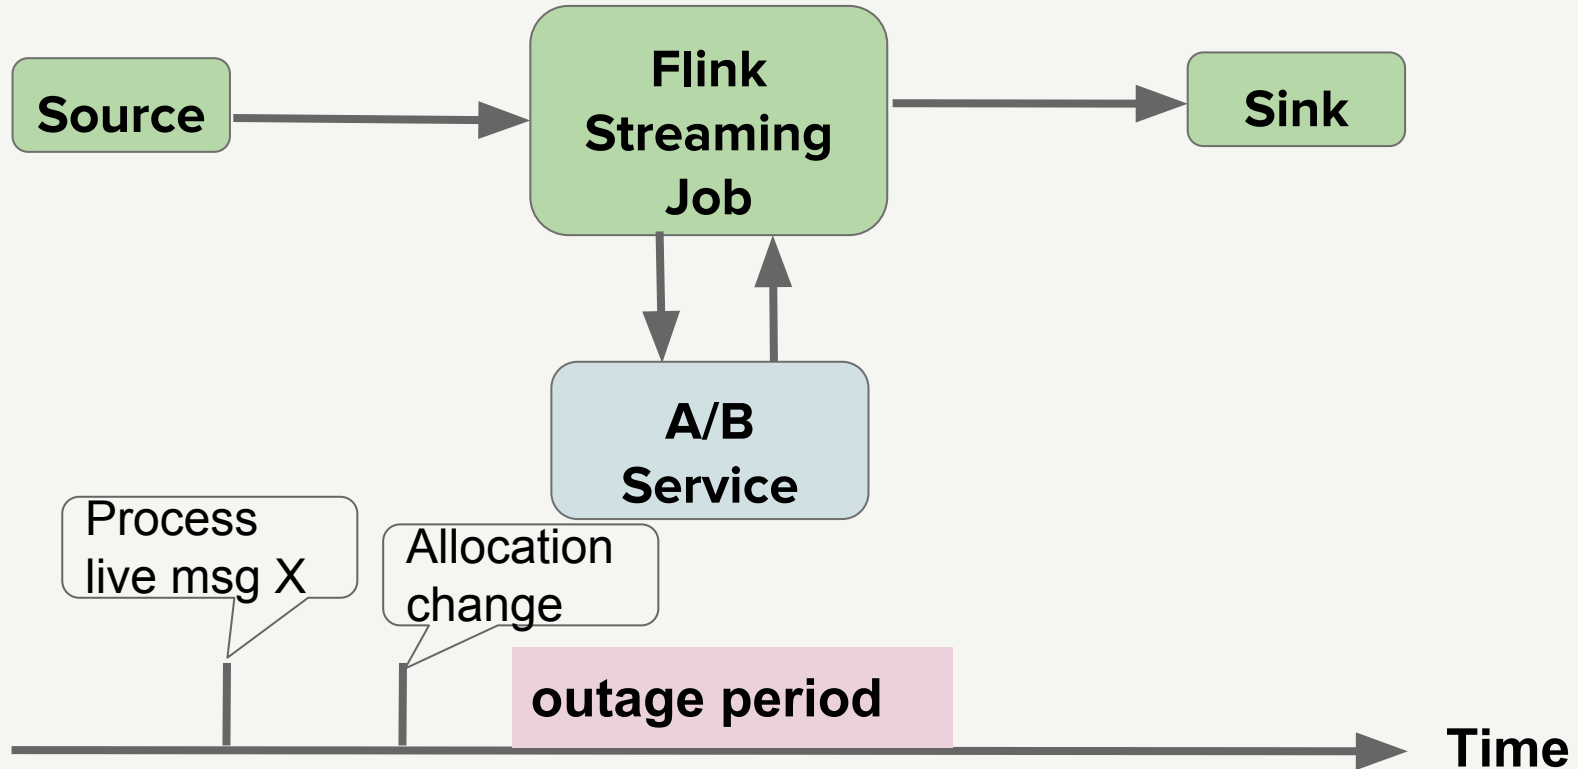 Source
Flink
Streaming
Job
Sink
A/B
Service
Process
live msg X
Allocation
change
outage period
Time